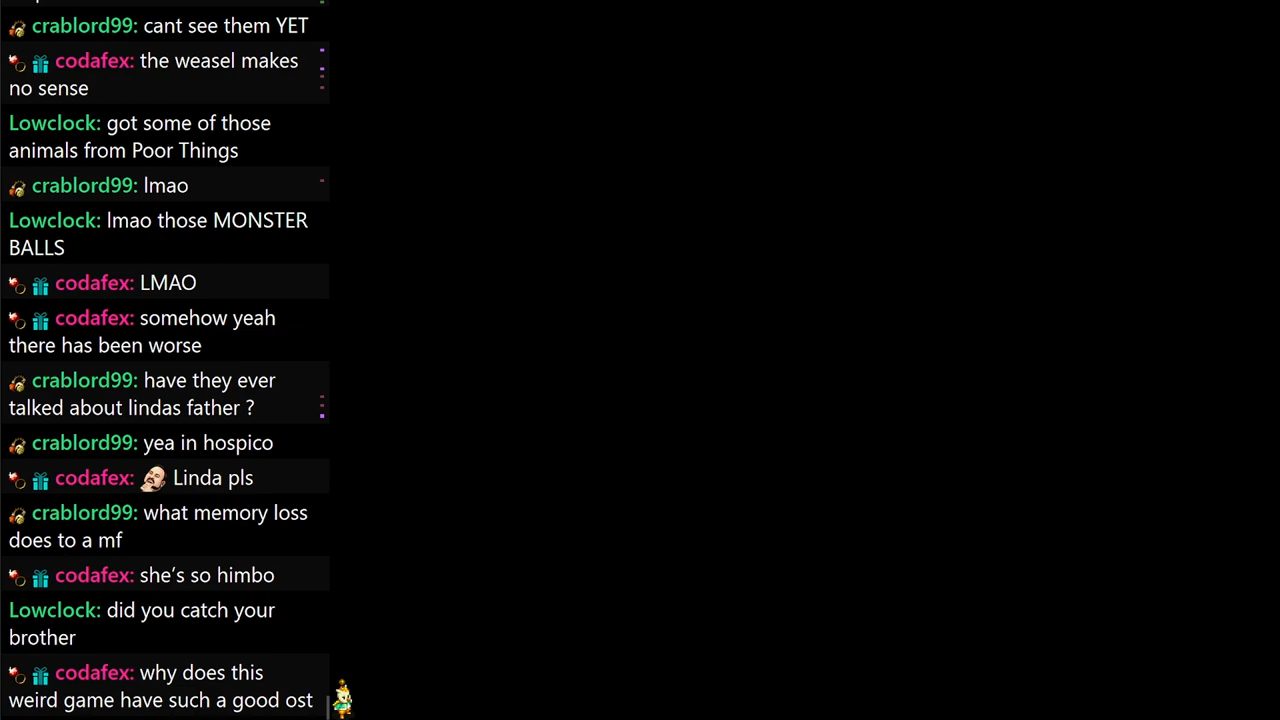 crablord99: cant see them YET
codafex: the weasel makes
no sense
Lowclock: got some of those
animals from Poor Things
crablord99: lmao
Lowclock: lmao those MONSTER
BALLS
codafex: LMAO
codafex: somehow yeah
there has been worse
crablord99: have they ever
talked about lindas father ?
crablord99: yea in hospico
codafex: Linda pls
crablord99: what memory loss
does to a mf
codafex: she’s so himbo
Lowclock: did you catch your
brother
codafex: why does this
weird game have such a good ost